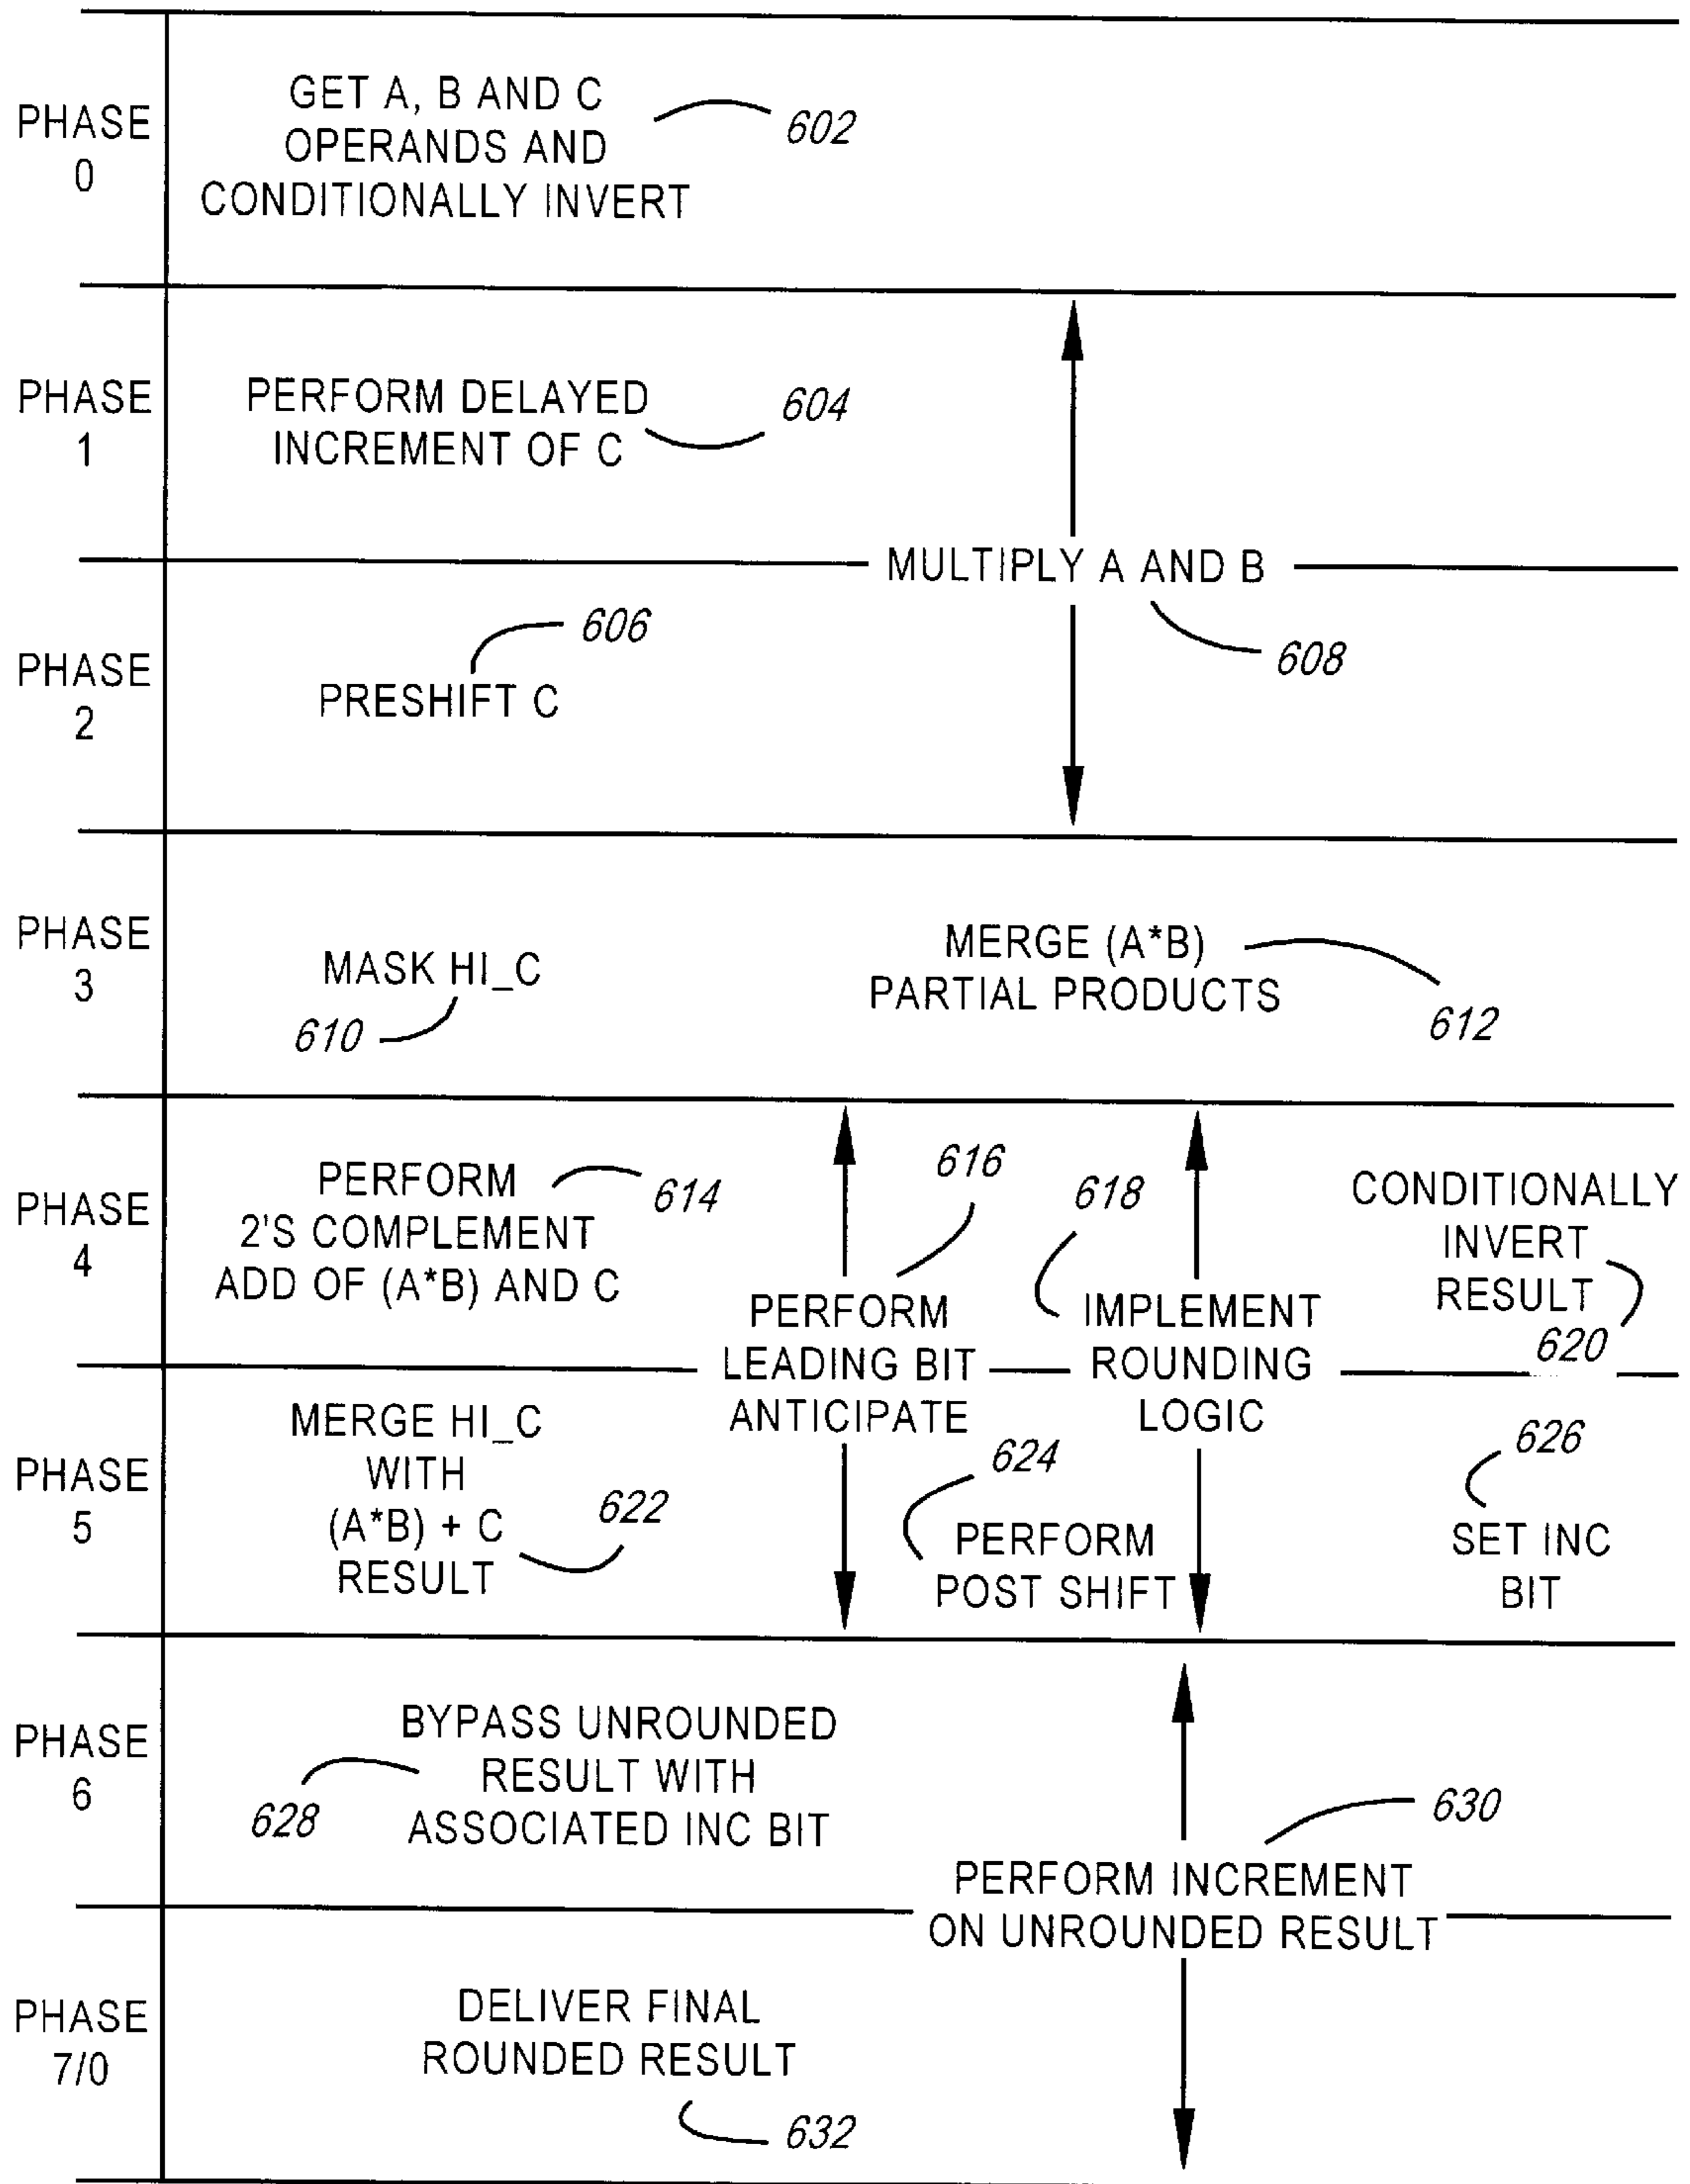 PHASE
0
GET A, B AND C
OPERANDS AND
CONDITIONALLY INVERT
602
PHASE
1
PERFORM DELAYED
INCREMENT OF C
604
MULTIPLY A AND B
608
PHASE
2
606
PRESHIFT C
PHASE
3
MASK HI_C
610
MERGE (A*B)
PARTIAL PRODUCTS
612
PHASE
4
PERFORM
2'S COMPLEMENT
ADD OF (A*B) AND C
614
616
PERFORM
LEADING BIT
ANTICIPATE
618
IMPLEMENT
ROUNDING
LOGIC
CONDITIONALLY
INVERT
RESULT
620
PHASE
5
MERGE HI_C
WITH
(A*B) + C
RESULT
622
624
PERFORM
POST SHIFT
626
SET INC
BIT
PHASE
6
BYPASS UNROUNDED
RESULT WITH
ASSOCIATED INC BIT
628
630
PERFORM INCREMENT
ON UNROUNDED RESULT
PHASE
7/0
DELIVER FINAL
ROUNDED RESULT
632